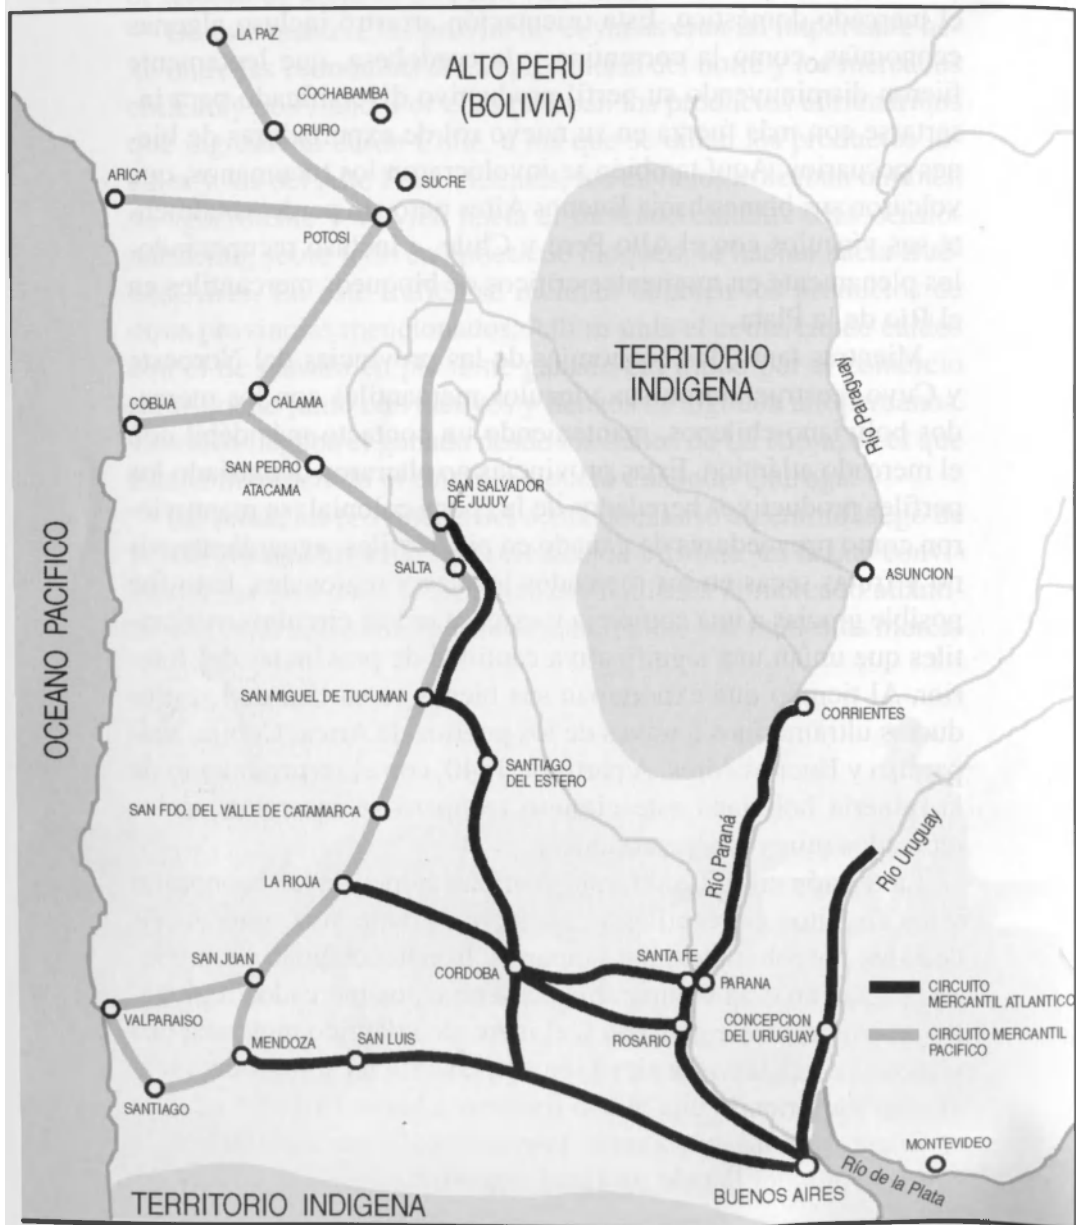 LA PAZ
ALTO PERU
(BOLIVIA)
COCHABAMBA
ORURO
ARICA
SUCRE
POTOSI
TERRITORIO
INDIGENA
Río Paraguay
CALAMA
COBIJA
SAN PEDRO
ATACAMA
SAN SALVADOR
DE JUJUY
SALTA
ASUNCION
OCEANO PACIFICO
SAN MIGUEL DE TUCUMAN
CORRIENTES
SANTIAGO
DEL ESTERO
SAN FDO. DEL VALLE DE CATAMARCA
Río Paraná
Río Uruguay
LA RIOJA
SAN JUAN
CORDOBA
SANTA FE
PARANA
VALPARAISO
MENDOZA
SAN LUIS
ROSARIO
CONCEPCION
DEL URUGUAY
CIRCUITO
MERCANTIL ATLANTICO
CIRCUITO MERCANTIL
PACIFICO
SANTIAGO
MONTEVIDEO
Río de la Plata
BUENOS AIRES
TERRITORIO INDIGENA